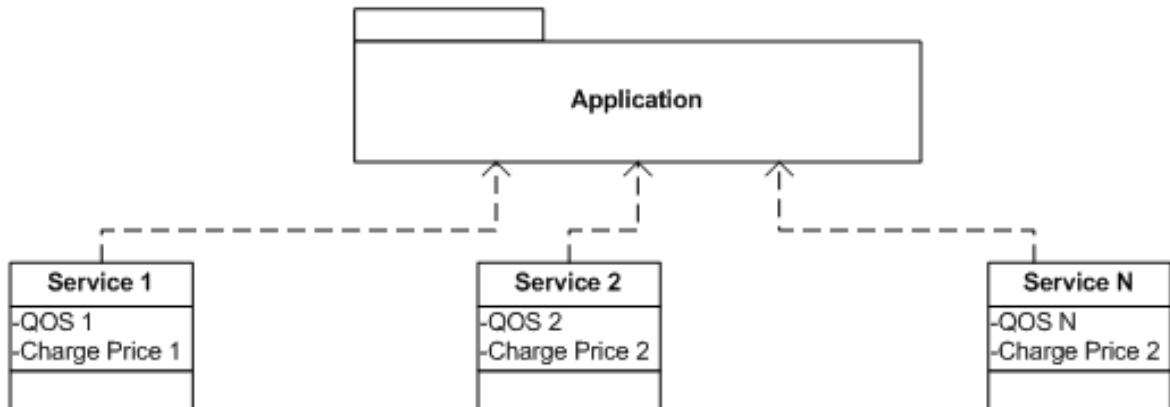 Application
Service 1
-QOS 1
-Charge Price 1
Service 2
-QOS 2
-Charge Price 2
Service N
-QOS N
-Charge Price 2